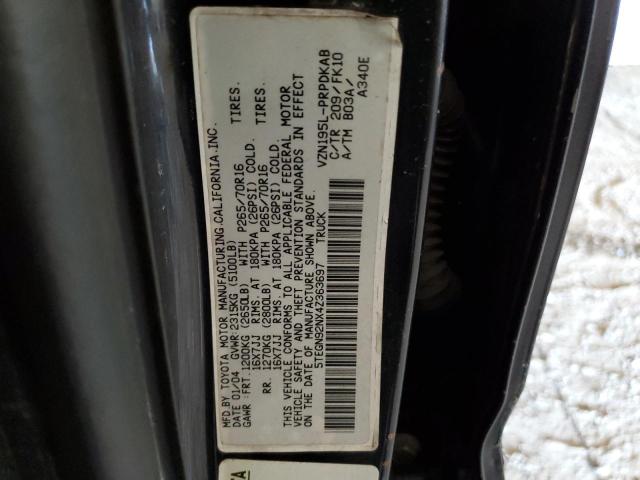 MFD BY TOYOTA MOTOR MANUFACTURING.CALIFORNIA.INC.
DATE 01/04 GVWR:2315KG (5100LB)
GAWR : FRT.1200KG (2650LB) WITH P265/70R16 TIRES.
16X7JJ RIMS. AT 180KPA (26PSI) COLD.
RR. 1270KG (2800LB) WITH P265/70R16 TIRES.
16X7JJ RIMS. AT 180KPA (26PSI) COLD.
THIS VEHICLE CONFORMS TO ALL APPLICABLE FEDERAL MOTOR
VEHICLE SAFETY AND THEFT PREVENTION STANDARDS IN EFFECT
ON THE DATE OF MANUFACTURE SHOWN ABOVE.
5TEGN92NX4Z363697 TRUCK
VZN195L-PRPDKAB
C/TR 209/FK10
A/TM B03A/
A340E
TA